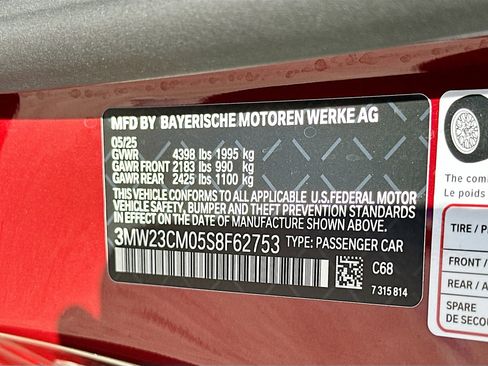 MFD BY BAYERISCHE MOTOREN WERKE AG
05/25
GVWR 4398 lbs 1995 kg
GAWR FRONT 2183 lbs 990 kg
GAWR REAR 2425 lbs 1100 kg
THIS VEHICLE CONFORMS TO ALL APPLICABLE U.S.FEDERAL MOTOR
VEHICLE SAFETY, BUMPER AND THEFT PREVENTION STANDARDS
IN EFFECT ON THE DATE OF MANUFACTURE SHOWN ABOVE.
3MW23CM05S8F62753 TYPE: PASSENGER CAR
C68
7 315 814
The com
Le poids
TIRE / P
FRONT /
REAR / A
SPARE
DE SECOU